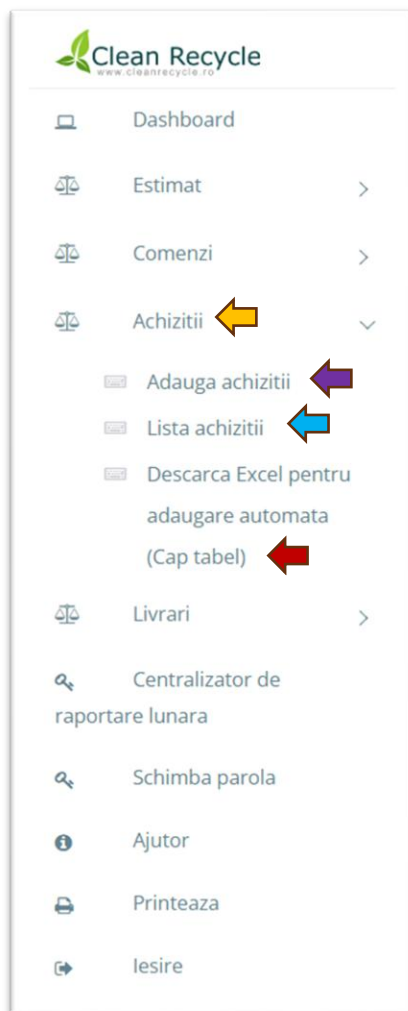 Clean Recycle
www.cleanrecycle.ro
Dashboard
Estimat
Comenzi
Achizitii
Adauga achizitii
Lista achizitii
Descarca Excel pentru
adaugare automata
(Cap tabel)
Livrari
Centralizator de
raportare lunara
Schimba parola
Ajutor
Printeaza
Iesire